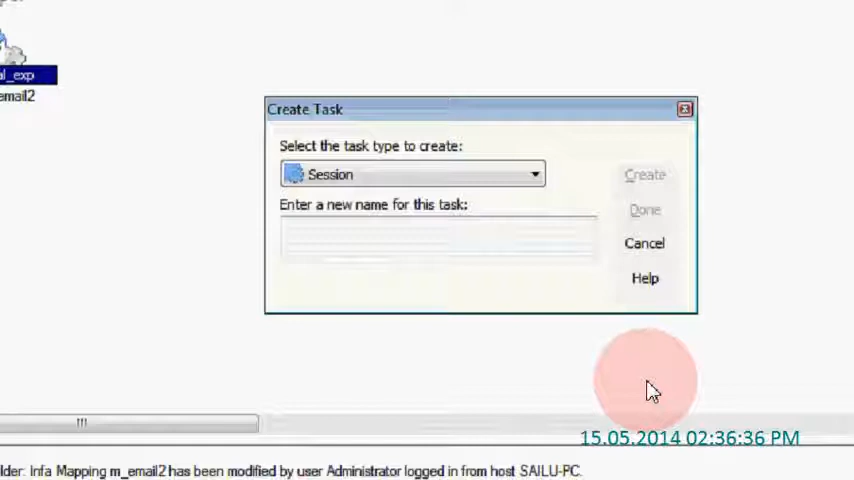 al_exp
email2
Create Task
Select the task type to create:
Session
Create
Enter a new name for this task:
Done
Cancel
Help
15.05.2014 02:36:36 PM
lder: Infa Mapping m_email2 has been modified by user Administrator logged in from host SAILU-PC.